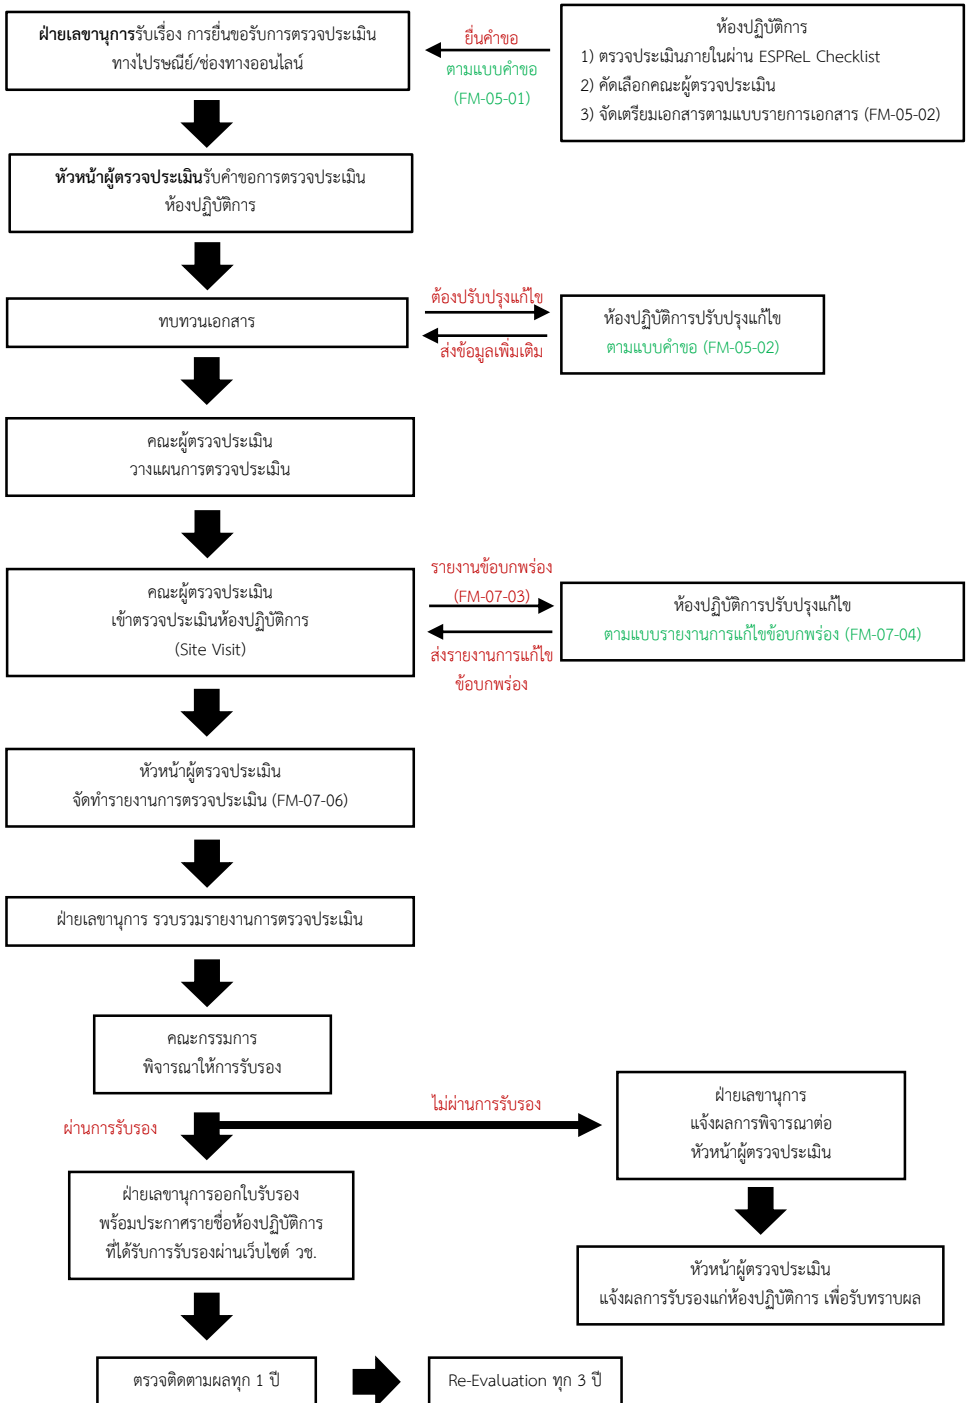 ฝ่ายเลขานุการรับเรื่อง การยื่นขอรับการตรวจประเมิน
ทางไปรษณีย์/ช่องทางออนไลน์
ยื่นคำขอ
ตามแบบคำขอ
(FM-05-01)
ห้องปฏิบัติการ
1) ตรวจประเมินภายในผ่าน ESPReL Checklist
2) คัดเลือกคณะผู้ตรวจประเมิน
3) จัดเตรียมเอกสารตามแบบรายการเอกสาร (FM-05-02)
หัวหน้าผู้ตรวจประเมินรับคำขอการตรวจประเมิน
ห้องปฏิบัติการ
ทบทวนเอกสาร
ต้องปรับปรุงแก้ไข
ส่งข้อมูลเพิ่มเติม
ห้องปฏิบัติการปรับปรุงแก้ไข
ตามแบบคำขอ (FM-05-02)
คณะผู้ตรวจประเมิน
วางแผนการตรวจประเมิน
คณะผู้ตรวจประเมิน
เข้าตรวจประเมินห้องปฏิบัติการ
(Site Visit)
รายงานข้อบกพร่อง
(FM-07-03)
ส่งรายงานการแก้ไข
ข้อบกพร่อง
ห้องปฏิบัติการปรับปรุงแก้ไข
ตามแบบรายงานการแก้ไขข้อบกพร่อง (FM-07-04)
หัวหน้าผู้ตรวจประเมิน
จัดทำรายงานการตรวจประเมิน (FM-07-06)
ฝ่ายเลขานุการ รวบรวมรายงานการตรวจประเมิน
คณะกรรมการ
พิจารณาให้การรับรอง
ผ่านการรับรอง
ไม่ผ่านการรับรอง
ฝ่ายเลขานุการ
แจ้งผลการพิจารณาต่อ
หัวหน้าผู้ตรวจประเมิน
ฝ่ายเลขานุการออกใบรับรอง
พร้อมประกาศรายชื่อห้องปฏิบัติการ
ที่ได้รับการรับรองผ่านเว็บไซต์ วช.
หัวหน้าผู้ตรวจประเมิน
แจ้งผลการรับรองแก่ห้องปฏิบัติการ เพื่อรับทราบผล
ตรวจติดตามผลทุก 1 ปี
Re-Evaluation ทุก 3 ปี